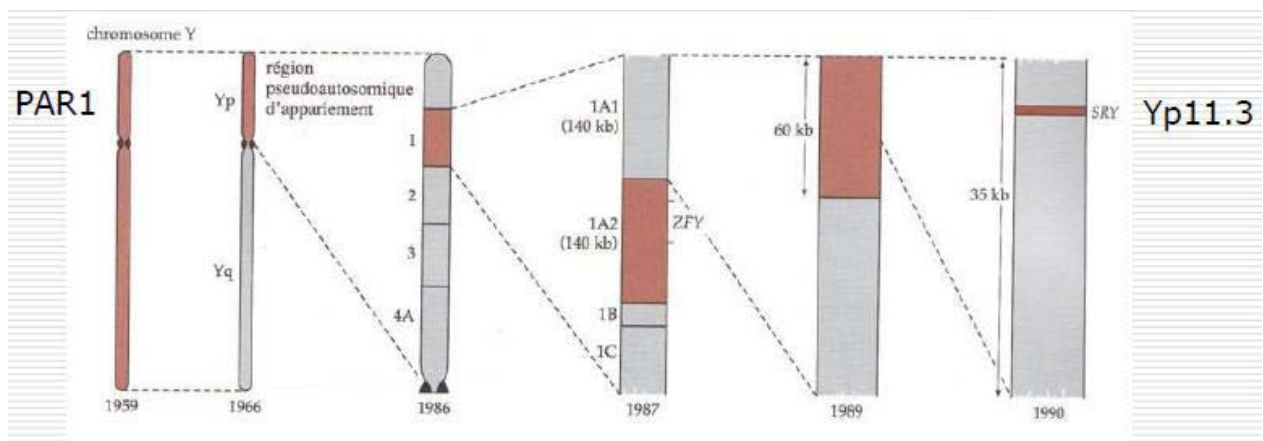 chromosome Y
PAR1
Yp
Yq
région
pseudoautosomique
d'appariement
1
2
3
4A
1A1
(140 kb)
1A2
(140 kb)
ZFY
1B
1C
60 kb
35 kb
SRY
Yp11.3
1959
1966
1986
1987
1989
1990